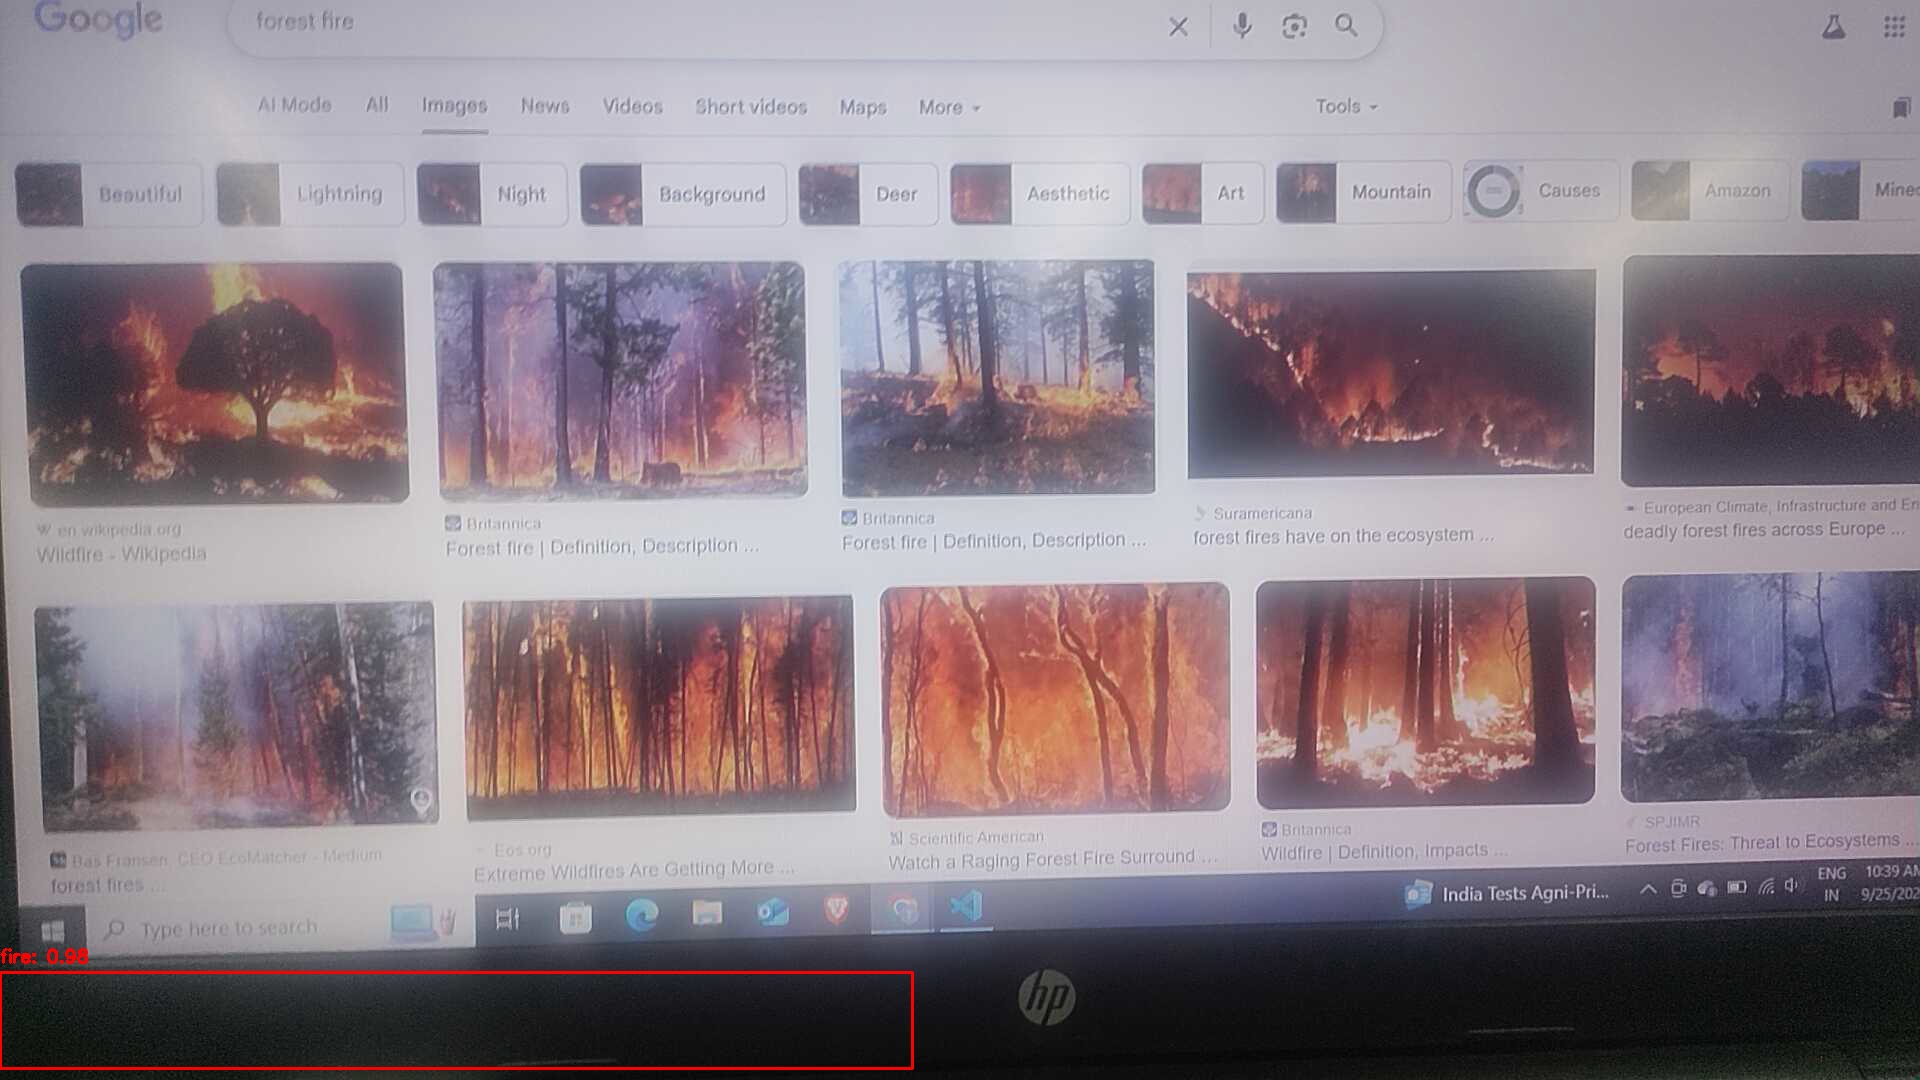 Google
forest fire
AI Mode All Images News Videos Short videos Maps More Tools
Beautiful Lightning Night Background Deer Aesthetic Art Mountain Causes Amazon
en.wikipedia.org
Wildfire - Wikipedia
Britannica
Forest fire | Definition, Description ...
Britannica
Forest fire | Definition, Description ...
Suramericana
forest fires have on the ecosystem ...
European Climate, Infrastructure and En
deadly forest fires across Europe ...
Bas Fransen, CEO EcoMatcher - Medium
forest fires ...
Eos.org
Extreme Wildfires Are Getting More ...
Scientific American
Watch a Raging Forest Fire Surround ...
Britannica
Wildfire | Definition, Impacts ...
SPJIMR
Forest Fires: Threat to Ecosystems ...
Type here to search
India Tests Agni-Pri...
ENG
IN
10:39 AM
9/25/202
fire: 0.98
hp